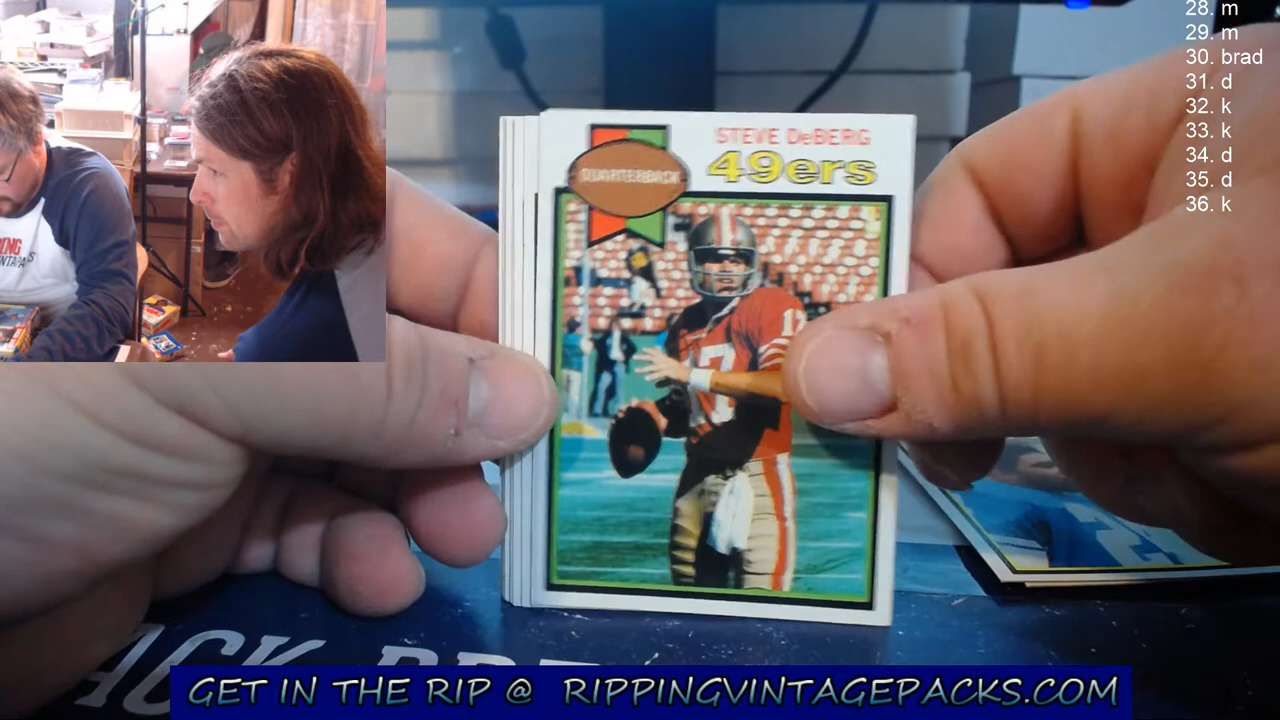 28. m
29. m
30. brad
31. d
32. k
33. k
34. d
35. d
36. k
STEVE DeBERG
49ers
QUARTERBACK
17
GET IN THE RIP @ RIPPINGVINTAGEPACKS.COM